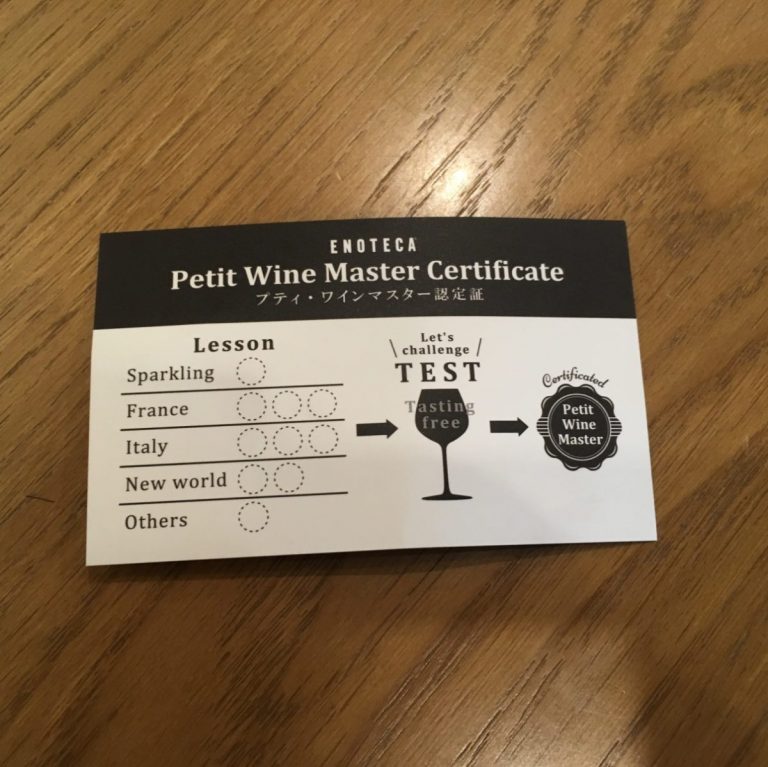 ENOTECA
Petit Wine Master Certificate
プティ・ワインマスター認定証
Lesson
Sparkling
France
Italy
New world
Others
Let's
challenge
TEST
Tasting
free
Certificated
Petit
Wine
Master